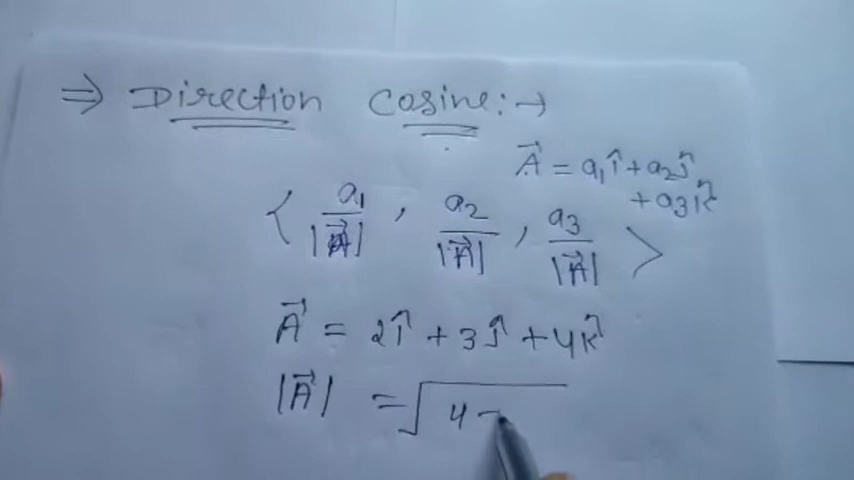 ⇒ Direction Cosine:→
A⃗ = a₁î + a₂ĵ
+ a₃k̂
⟨ a₁/|A⃗| , a₂/|A⃗| , a₃/|A⃗| ⟩
A⃗ = 2î + 3ĵ + 4k̂
|A⃗| = √4 -